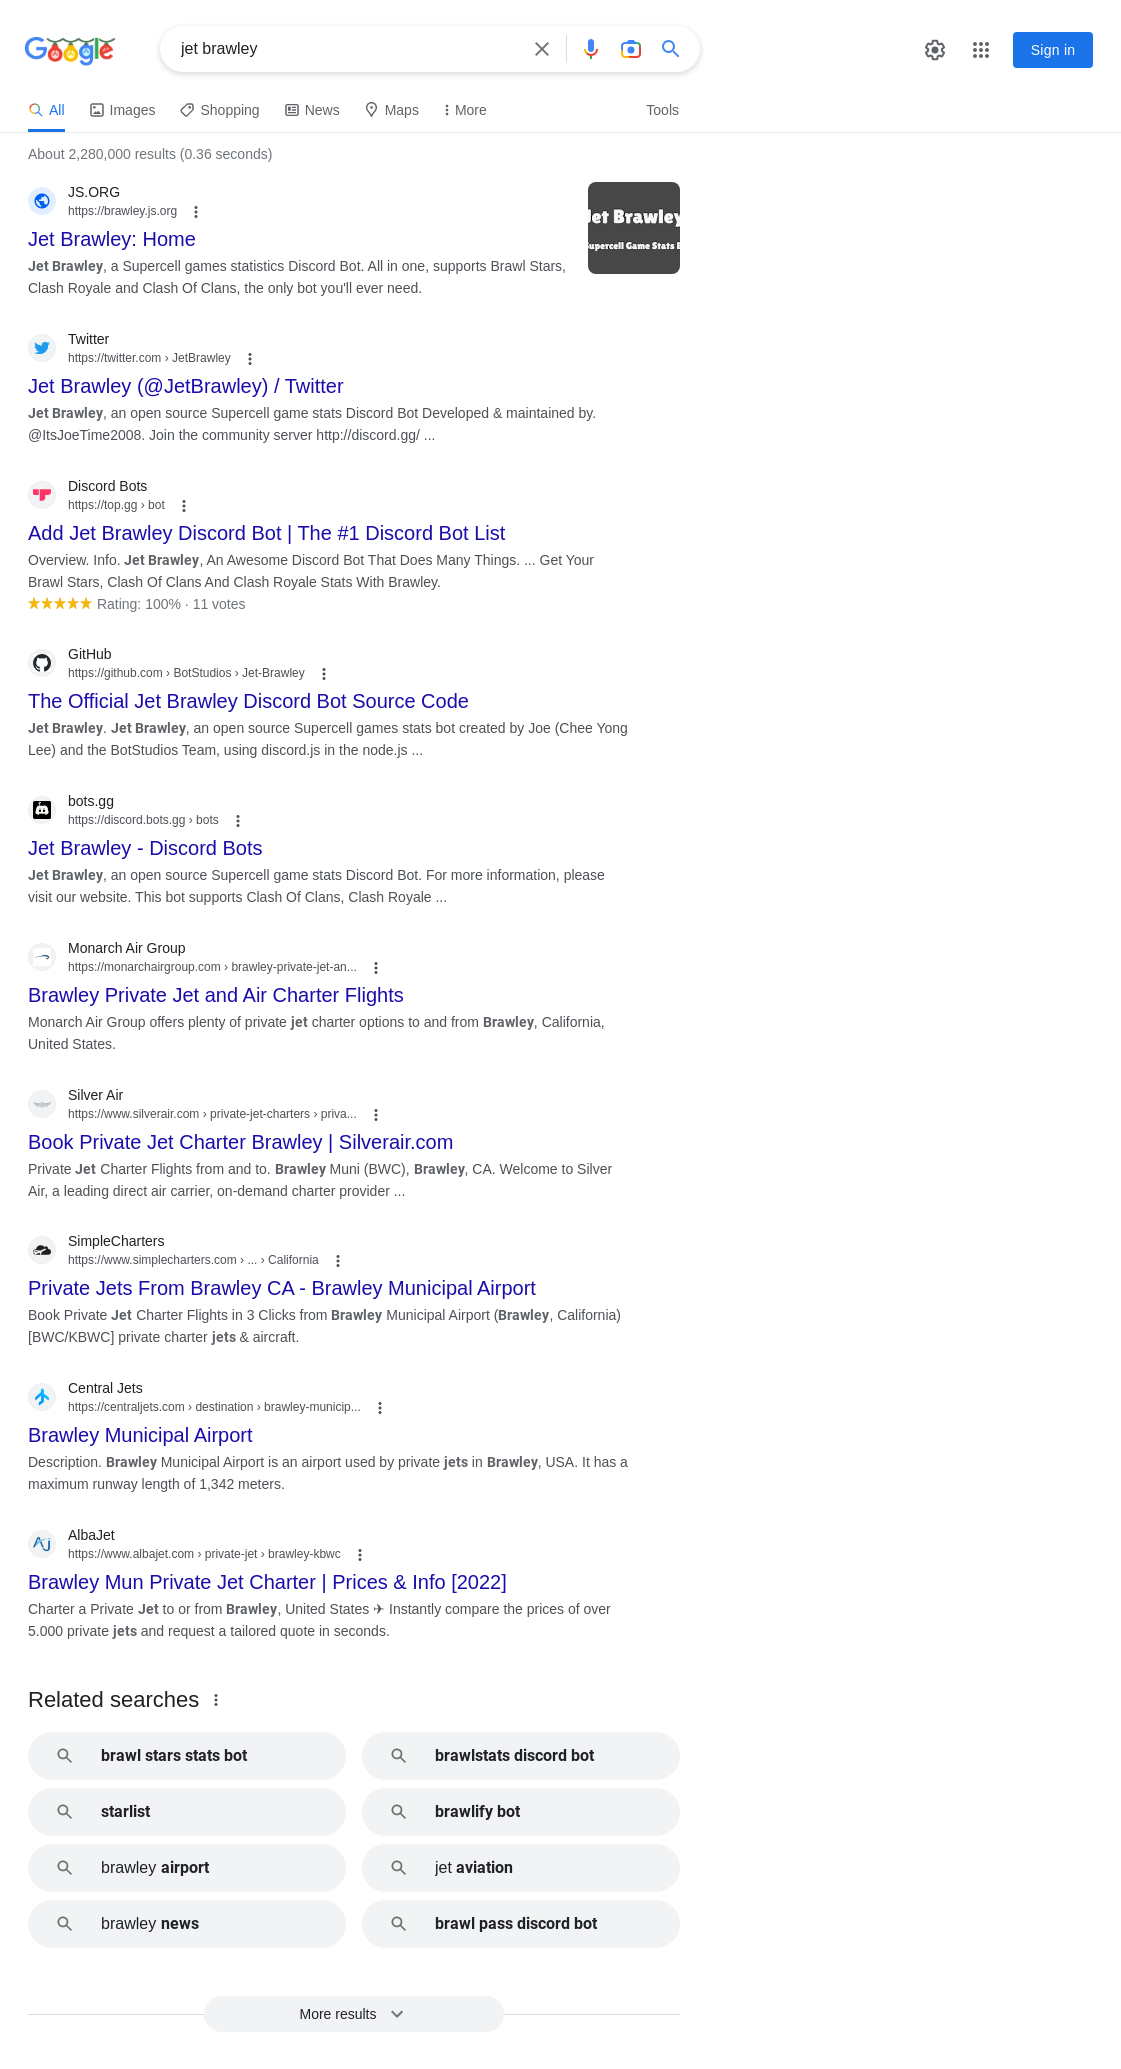 Google
jet brawley
Sign in
All
Images
Shopping
News
Maps
More
Tools
About 2,280,000 results (0.36 seconds)
JS.ORG
https://brawley.js.org
Jet Brawley: Home
Jet Brawley, a Supercell games statistics Discord Bot. All in one, supports Brawl Stars,
Clash Royale and Clash Of Clans, the only bot you'll ever need.
Jet Brawley
Supercell Game Stats B
Twitter
https://twitter.com › JetBrawley
Jet Brawley (@JetBrawley) / Twitter
Jet Brawley, an open source Supercell game stats Discord Bot Developed & maintained by.
@ItsJoeTime2008. Join the community server http://discord.gg/ ...
Discord Bots
https://top.gg › bot
Add Jet Brawley Discord Bot | The #1 Discord Bot List
Overview. Info. Jet Brawley, An Awesome Discord Bot That Does Many Things. ... Get Your
Brawl Stars, Clash Of Clans And Clash Royale Stats With Brawley.
Rating: 100% · 11 votes
GitHub
https://github.com › BotStudios › Jet-Brawley
The Official Jet Brawley Discord Bot Source Code
Jet Brawley. Jet Brawley, an open source Supercell games stats bot created by Joe (Chee Yong
Lee) and the BotStudios Team, using discord.js in the node.js ...
bots.gg
https://discord.bots.gg › bots
Jet Brawley - Discord Bots
Jet Brawley, an open source Supercell game stats Discord Bot. For more information, please
visit our website. This bot supports Clash Of Clans, Clash Royale ...
Monarch Air Group
https://monarchairgroup.com › brawley-private-jet-an...
Brawley Private Jet and Air Charter Flights
Monarch Air Group offers plenty of private jet charter options to and from Brawley, California,
United States.
Silver Air
https://www.silverair.com › private-jet-charters › priva...
Book Private Jet Charter Brawley | Silverair.com
Private Jet Charter Flights from and to. Brawley Muni (BWC), Brawley, CA. Welcome to Silver
Air, a leading direct air carrier, on-demand charter provider ...
SimpleCharters
https://www.simplecharters.com › ... › California
Private Jets From Brawley CA - Brawley Municipal Airport
Book Private Jet Charter Flights in 3 Clicks from Brawley Municipal Airport (Brawley, California)
[BWC/KBWC] private charter jets & aircraft.
Central Jets
https://centraljets.com › destination › brawley-municip...
Brawley Municipal Airport
Description. Brawley Municipal Airport is an airport used by private jets in Brawley, USA. It has a
maximum runway length of 1,342 meters.
AlbaJet
https://www.albajet.com › private-jet › brawley-kbwc
Brawley Mun Private Jet Charter | Prices & Info [2022]
Charter a Private Jet to or from Brawley, United States ✈ Instantly compare the prices of over
5.000 private jets and request a tailored quote in seconds.
Related searches
brawl stars stats bot
brawlstats discord bot
starlist
brawlify bot
brawley airport
jet aviation
brawley news
brawl pass discord bot
More results